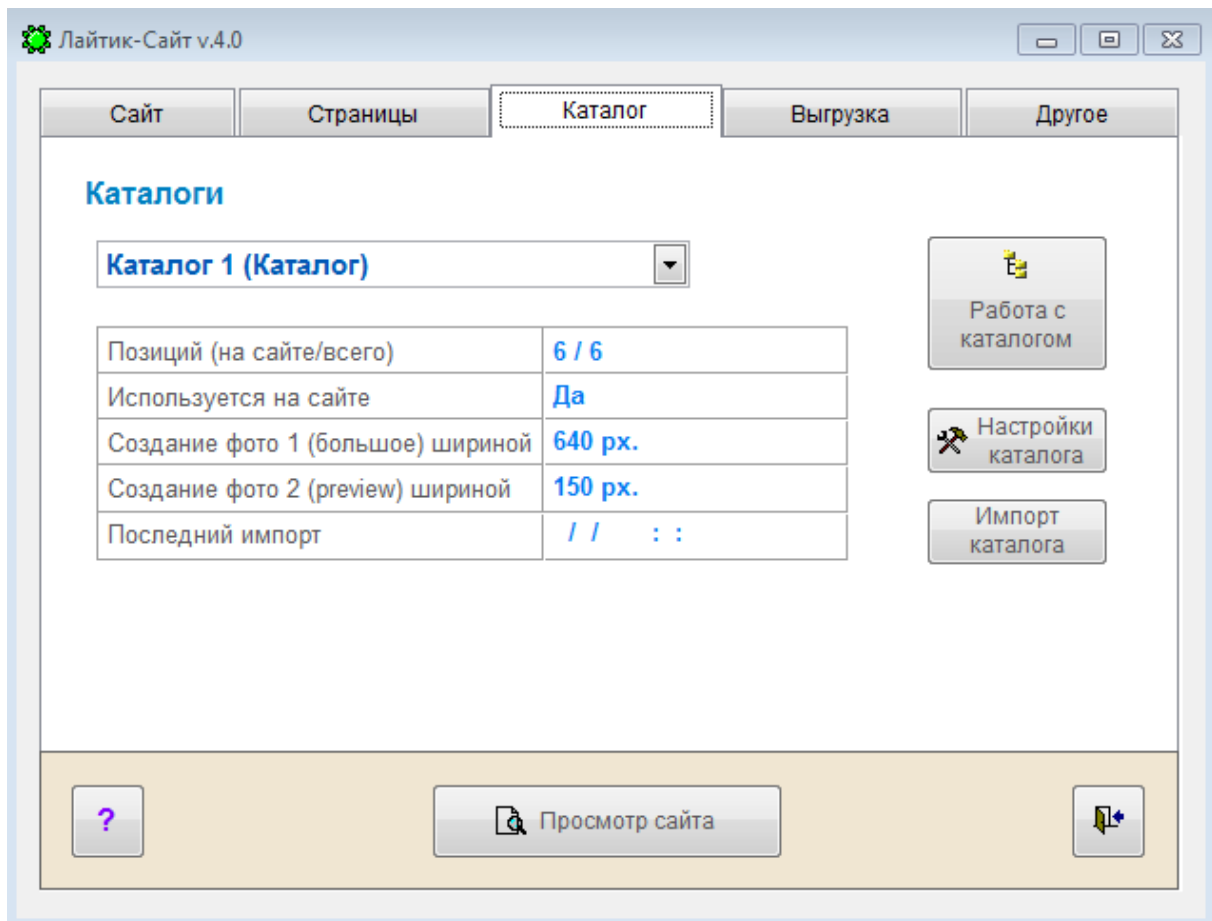 Лайтик-Сайт v.4.0
Сайт Страницы Каталог Выгрузка Другое
Каталоги
Каталог 1 (Каталог)
Работа с
каталогом
Позиций (на сайте/всего) 6 / 6
Используется на сайте Да
Создание фото 1 (большое) шириной 640 px.
Создание фото 2 (preview) шириной 150 px.
Последний импорт / / : :
Настройки
каталога
Импорт
каталога
? Просмотр сайта